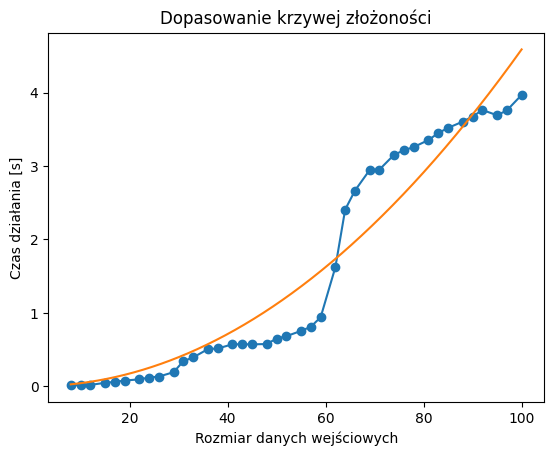 Dopasowanie krzywej złożoności
Czas działania [s]
4
3
2
1
0
20 40 60 80 100
Rozmiar danych wejściowych